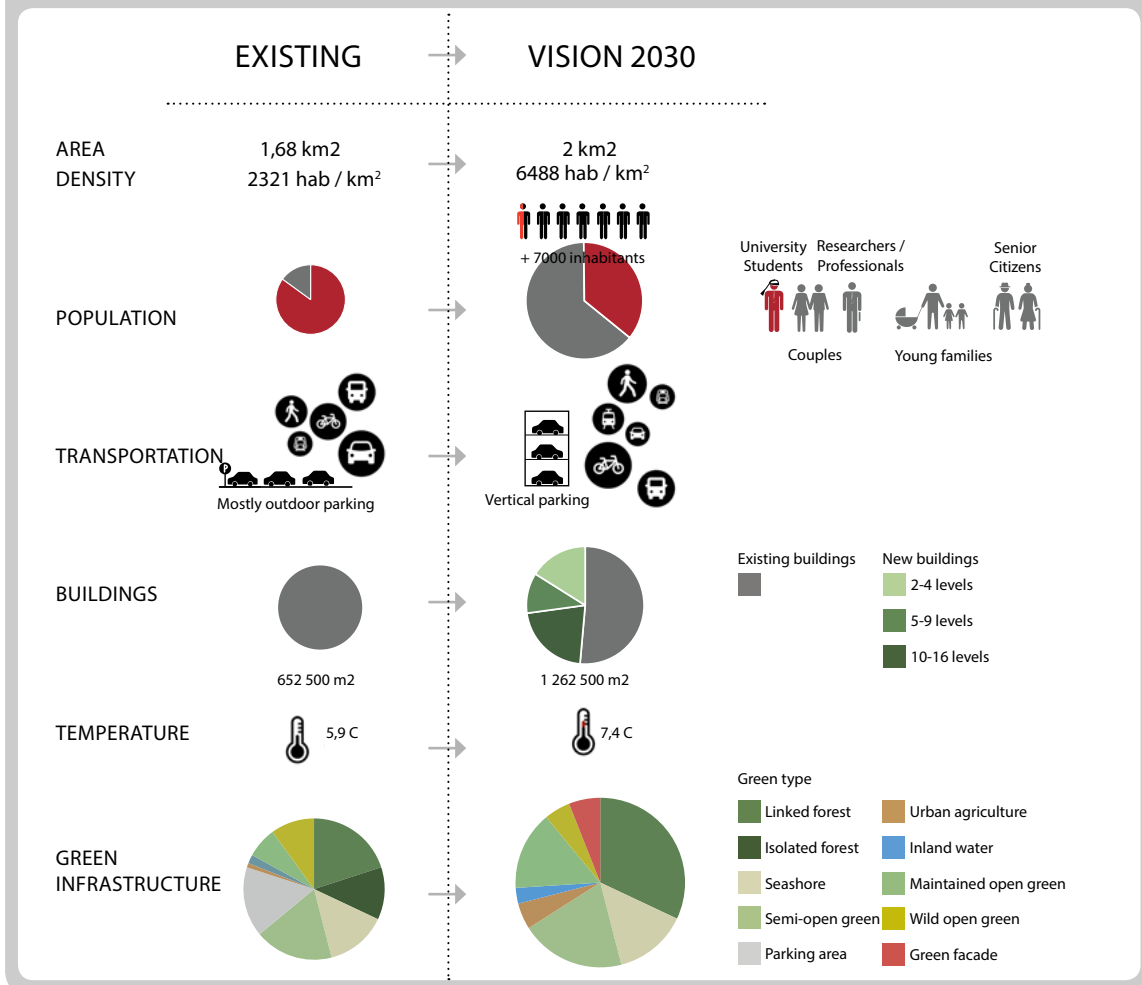 EXISTING
VISION 2030
AREA
1,68 km2
2 km2
DENSITY
2321 hab / km²
6488 hab / km²
+ 7000 inhabitants
POPULATION
University
Students
Researchers /
Professionals
Senior
Citizens
Couples
Young families
TRANSPORTATION
P
Mostly outdoor parking
Vertical parking
BUILDINGS
652 500 m2
1 262 500 m2
Existing buildings
New buildings
2-4 levels
5-9 levels
10-16 levels
TEMPERATURE
5,9 C
7,4 C
GREEN
INFRASTRUCTURE
Green type
Linked forest
Urban agriculture
Isolated forest
Inland water
Seashore
Maintained open green
Semi-open green
Wild open green
Parking area
Green facade